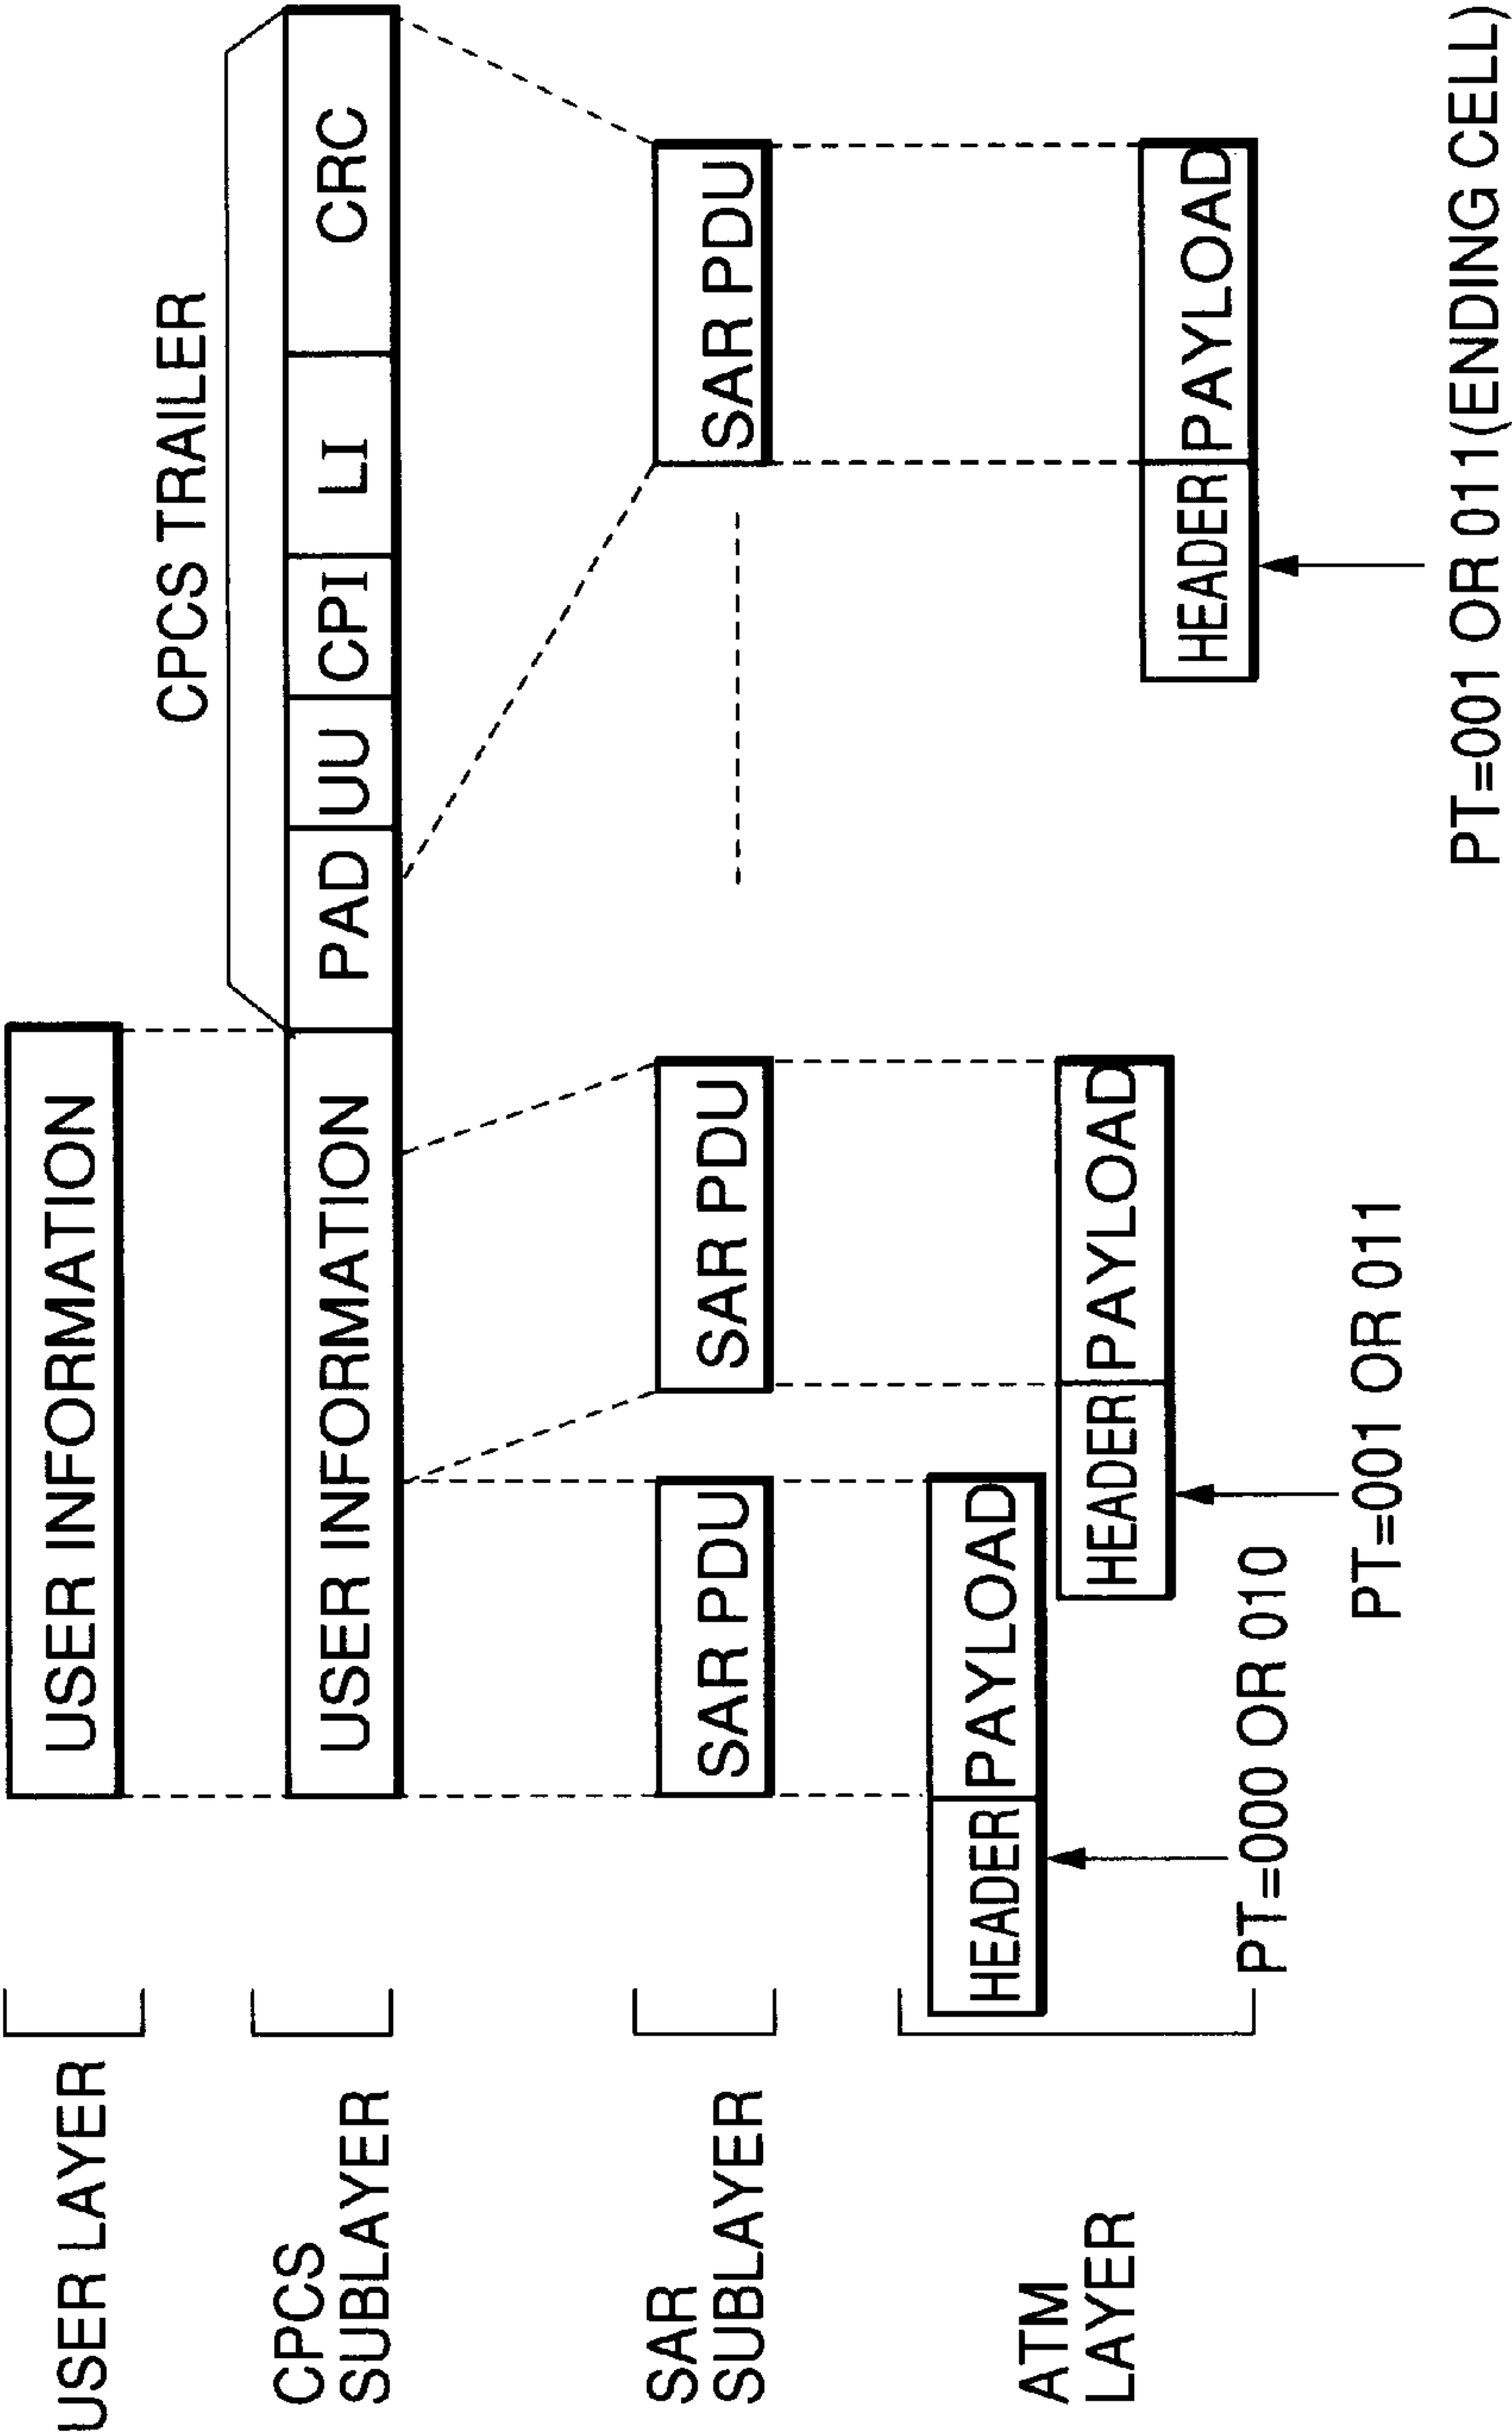 USER LAYER
USER INFORMATION
CPCS TRAILER
CPCS
SUBLAYER
USER INFORMATION PAD UU CPI LI CRC
SAR
SUBLAYER
SAR PDU SAR PDU SAR PDU
ATM
LAYER
HEADER PAYLOAD
HEADER PAYLOAD
HEADER PAYLOAD
PT=000 OR 010
PT=001 OR 011
PT=001 OR 011(ENDING CELL)